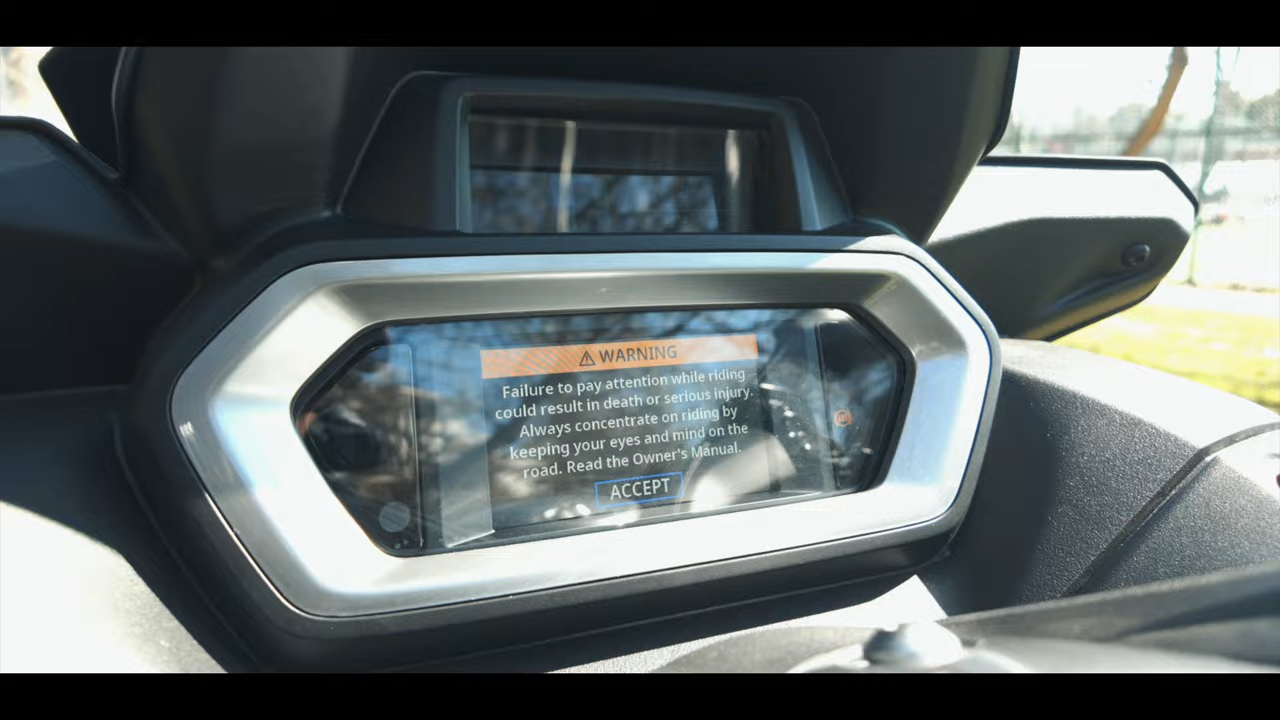 ⚠ WARNING
Failure to pay attention while riding
could result in death or serious injury.
Always concentrate on riding by
keeping your eyes and mind on the
road. Read the Owner's Manual.
ACCEPT